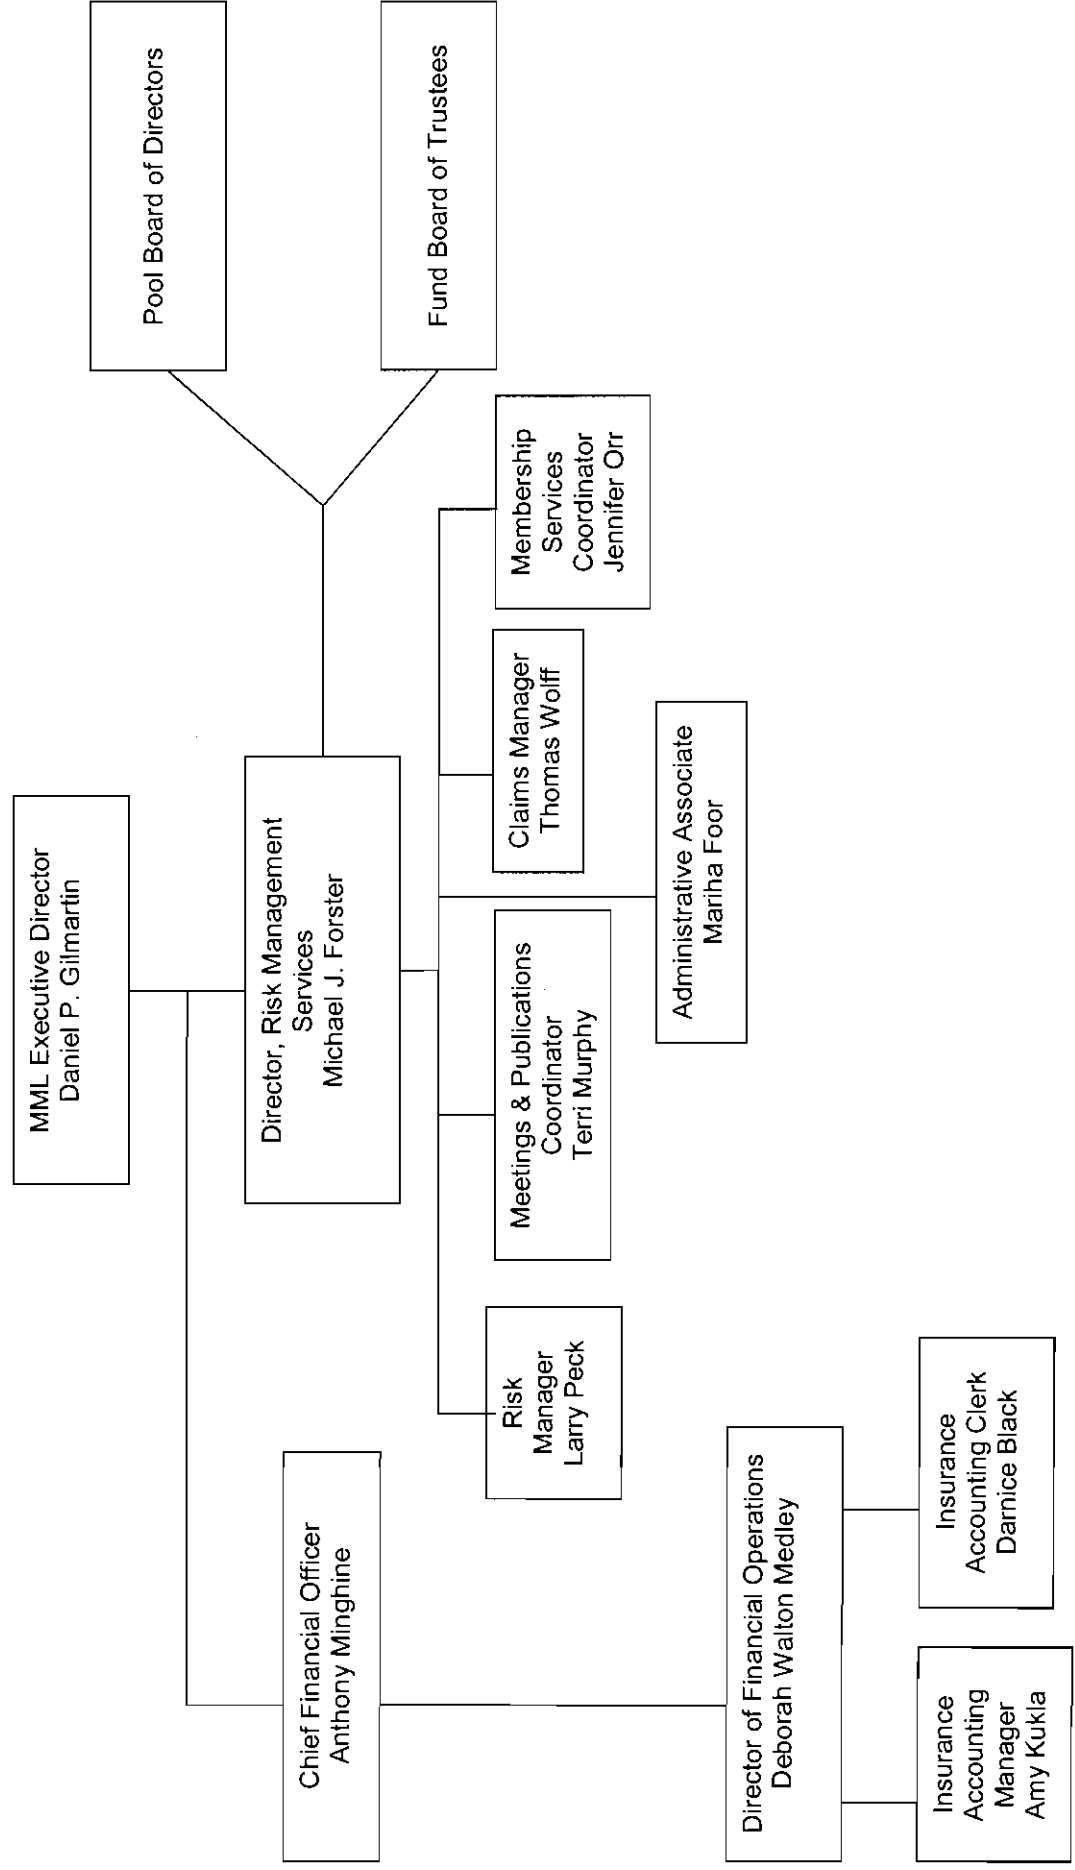 MML Executive Director
Daniel P. Gilmartin
Pool Board of Directors
Director, Risk Management
Services
Michael J. Forster
Fund Board of Trustees
Chief Financial Officer
Anthony Minghine
Risk
Manager
Larry Peck
Meetings & Publications
Coordinator
Terri Murphy
Claims Manager
Thomas Wolff
Membership
Services
Coordinator
Jennifer Orr
Administrative Associate
Mariha Foor
Director of Financial Operations
Deborah Walton Medley
Insurance
Accounting
Manager
Amy Kukla
Insurance
Accounting Clerk
Darnice Black